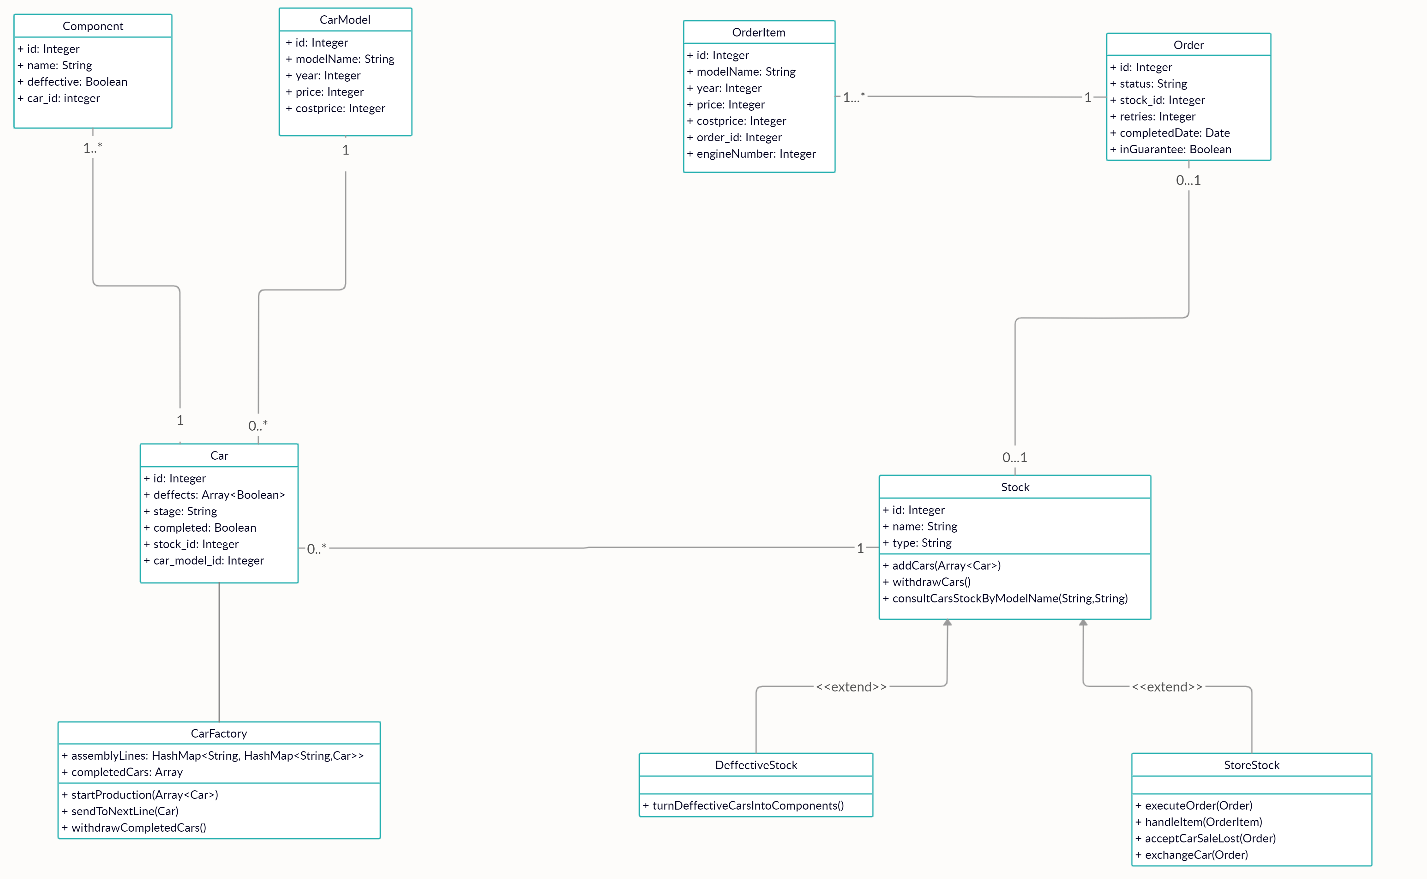 Component
+ id: Integer
+ name: String
+ deffective: Boolean
+ car_id: integer
1..*
CarModel
+ id: Integer
+ modelName: String
+ year: Integer
+ price: Integer
+ costprice: Integer
1
OrderItem
+ id: Integer
+ modelName: String
+ year: Integer
+ price: Integer
+ costprice: Integer
+ order_id: Integer
+ engineNumber: Integer
1...*
1
Order
+ id: Integer
+ status: String
+ stock_id: Integer
+ retries: Integer
+ completedDate: Date
+ inGuarantee: Boolean
0...1
1
0..*
Car
+ id: Integer
+ deffects: Array<Boolean>
+ stage: String
+ completed: Boolean
+ stock_id: Integer
+ car_model_id: Integer
0..*
1
0...1
Stock
+ id: Integer
+ name: String
+ type: String
+ addCars(Array<Car>)
+ withdrawCars()
+ consultCarsStockByModelName(String,String)
<<extend>>
<<extend>>
CarFactory
+ assemblyLines: HashMap<String, HashMap<String,Car>>
+ completedCars: Array
+ startProduction(Array<Car>)
+ sendToNextLine(Car)
+ withdrawCompletedCars()
DeffectiveStock
+ turnDeffectiveCarsIntoComponents()
StoreStock
+ executeOrder(Order)
+ handleItem(OrderItem)
+ acceptCarSaleLost(Order)
+ exchangeCar(Order)